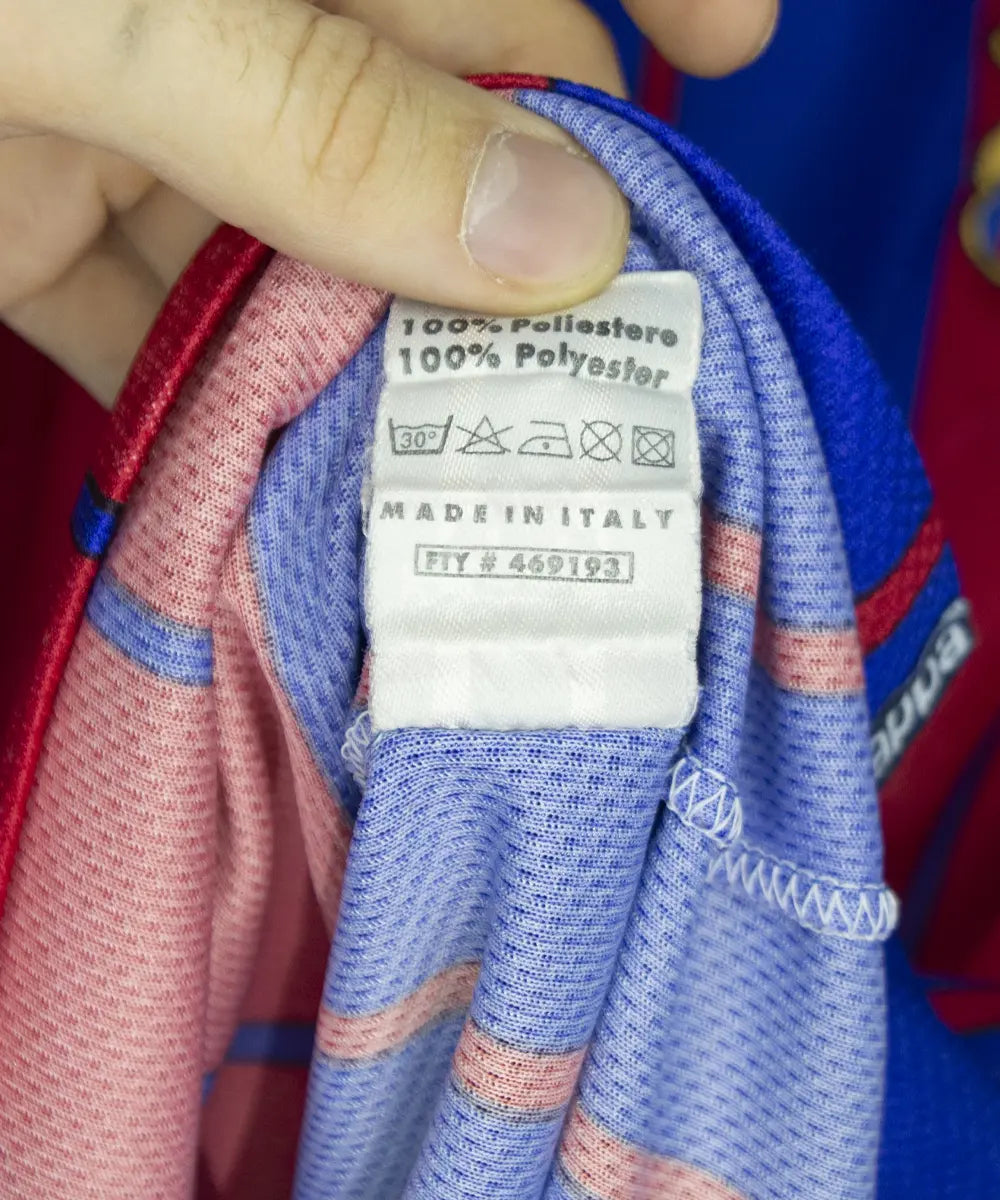 100% Poliestere
100% Polyester
30°
MADE IN ITALY
FTY # 469193